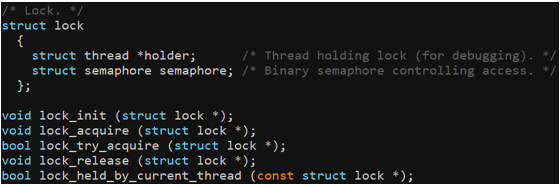 /* Lock. */
struct lock
  {
    struct thread *holder;      /* Thread holding lock (for debugging). */
    struct semaphore semaphore; /* Binary semaphore controlling access. */
  };

void lock_init (struct lock *);
void lock_acquire (struct lock *);
bool lock_try_acquire (struct lock *);
void lock_release (struct lock *);
bool lock_held_by_current_thread (const struct lock *);